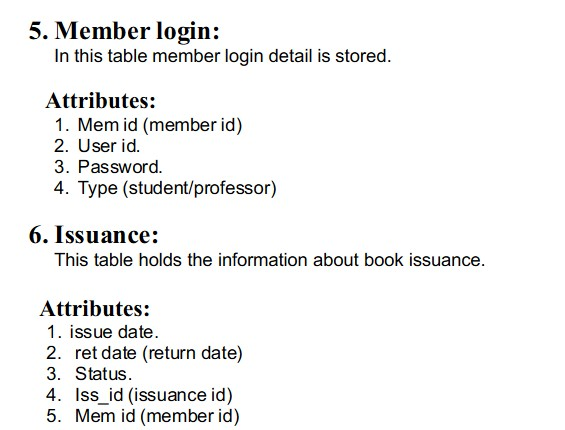 5. Member login:
In this table member login detail is stored.
Attributes:
1. Mem id (member id)
2. User id.
3. Password.
4. Type (student/professor)
6. Issuance:
This table holds the information about book issuance.
Attributes:
1. issue date.
2. ret date (return date)
3. Status.
4. Iss_id (issuance id)
5. Mem id (member id)